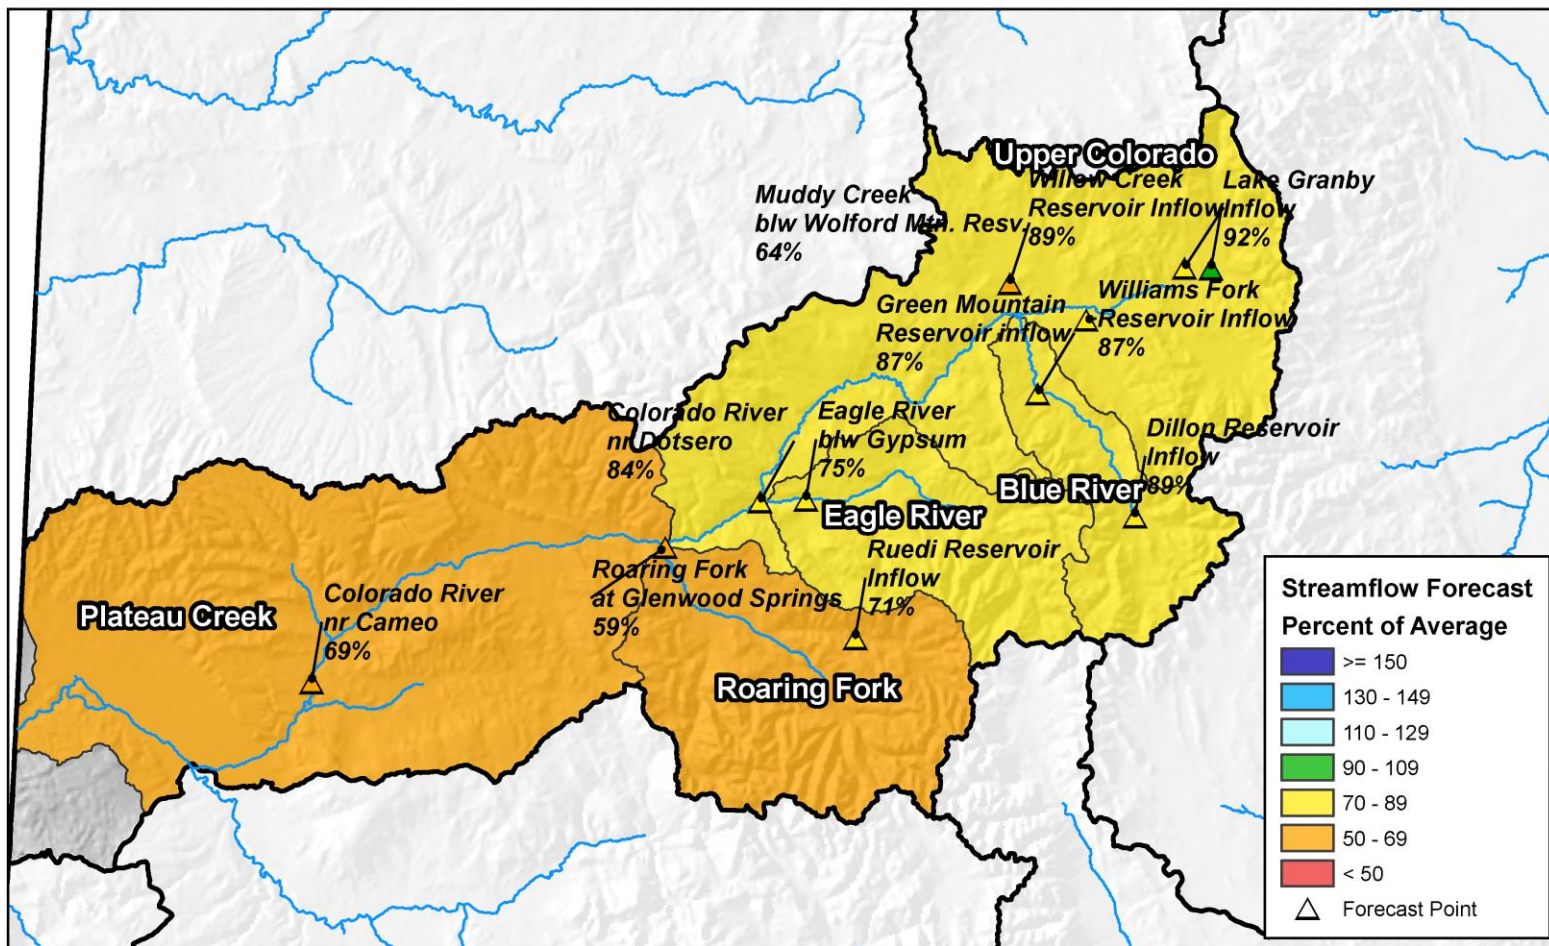 Upper Colorado
Muddy Creek
blw Wolford Mtn. Resv.
64%
Willow Creek
Reservoir Inflow
89%
Lake Granby
Inflow
92%
Green Mountain
Reservoir inflow
87%
Williams Fork
Reservoir Inflow
87%
Colorado River
nr Dotsero
84%
Eagle River
blw Gypsum
75%
Dillon Reservoir
Inflow
89%
Blue River
Eagle River
Ruedi Reservoir
Inflow
71%
Roaring Fork
at Glenwood Springs
59%
Colorado River
nr Cameo
69%
Plateau Creek
Roaring Fork
Streamflow Forecast
Percent of Average
>= 150
130 - 149
110 - 129
90 - 109
70 - 89
50 - 69
< 50
Forecast Point